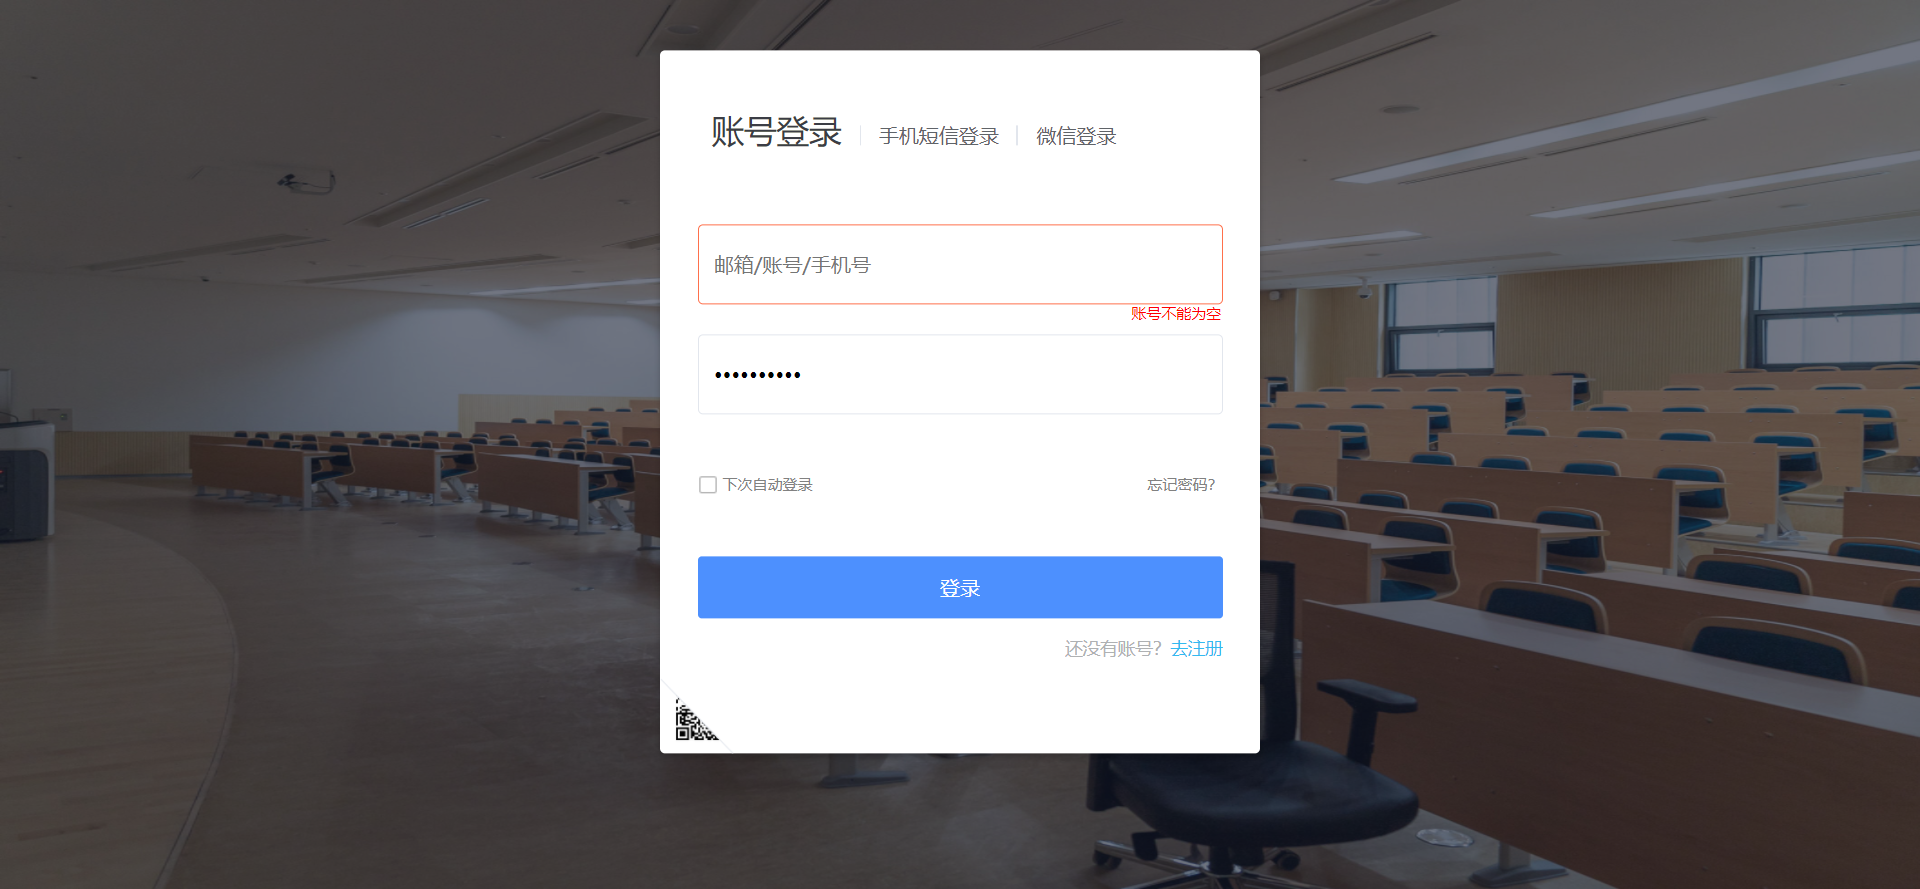 账号登录 手机短信登录 微信登录
邮箱/账号/手机号
账号不能为空
••••••••••
下次自动登录 忘记密码?
登录
还没有账号? 去注册